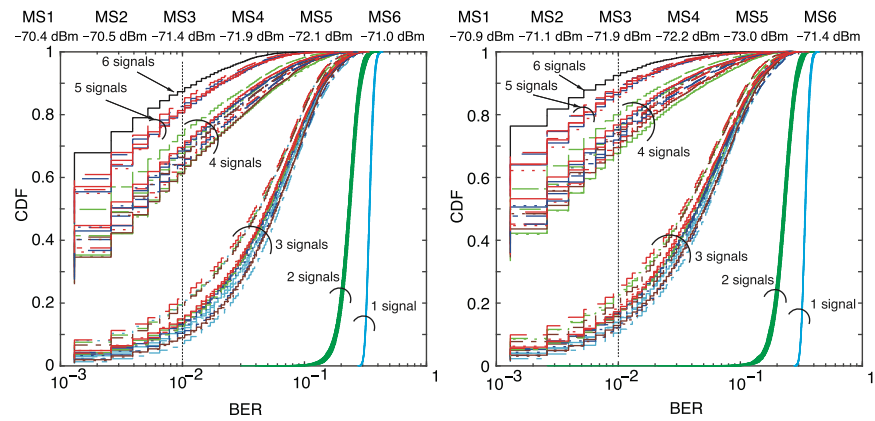 MS1 MS2 MS3 MS4 MS5 MS6
−70.4 dBm −70.5 dBm −71.4 dBm −71.9 dBm −72.1 dBm −71.0 dBm
1
0.8
0.6
0.4
0.2
0
CDF
6 signals
5 signals
4 signals
3 signals
2 signals
1 signal
10−3 10−2 10−1 1
BER
MS1 MS2 MS3 MS4 MS5 MS6
−70.9 dBm −71.1 dBm −71.9 dBm −72.2 dBm −73.0 dBm −71.4 dBm
1
0.8
0.6
0.4
0.2
0
CDF
6 signals
5 signals
4 signals
3 signals
2 signals
1 signal
10−3 10−2 10−1 1
BER